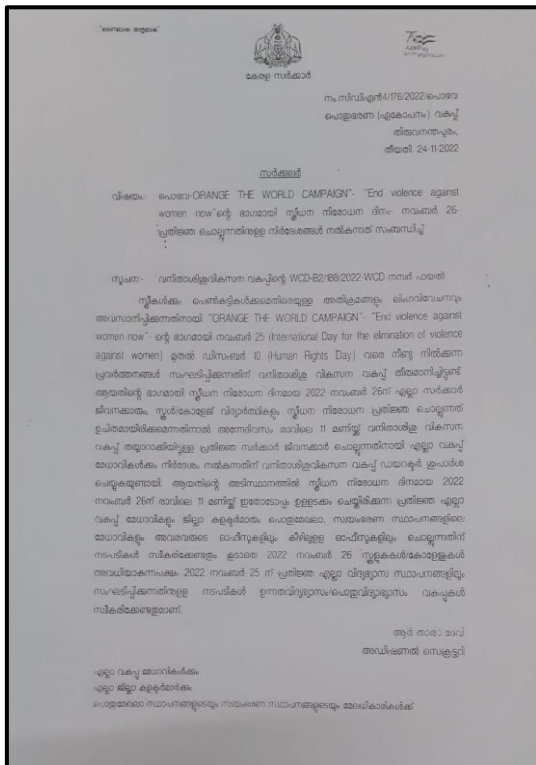 "ഭരണഭാഷ മാതൃഭാഷ"
കേരള സർക്കാർ
നം.സിഡിഎൻ4/176/2022/പൊഭവ
പൊതുഭരണ (ഏകോപനം) വകുപ്പ്
തിരുവനന്തപുരം,
തീയതി: 24-11-2022
സർക്കുലർ
വിഷയം:- പൊഭവ-ORANGE THE WORLD CAMPAIGN"- "End violence against
women now"ന്റെ ഭാഗമായി സ്ത്രീധന നിരോധന ദിനം- നവംബർ 26-
പ്രതിജ്ഞ ചൊല്ലുന്നതിനുളള നിർദേശങ്ങൾ നൽകുന്നത് സംബന്ധിച്ച്
സൂചന:- വനിതാശിശുവികസന വകുപ്പിന്റെ WCD-B2/188/2022-WCD നമ്പർ ഫയൽ
സ്ത്രീകൾക്കും പെൺകുട്ടികൾക്കുമെതിരെയുള്ള അതിക്രമങ്ങളും ലിംഗവിവേചനവും
അവസാനിപ്പിക്കുന്നതിനായി "ORANGE THE WORLD CAMPAIGN"- "End violence against
women now"- ന്റെ ഭാഗമായി നവംബർ 25 (International Day for the elimination of violence
against women) മുതൽ ഡിസംബർ 10 (Human Rights Day) വരെ നീണ്ടു നിൽക്കുന്ന
പ്രവർത്തനങ്ങൾ സംഘടിപ്പിക്കുന്നതിന് വനിതാശിശു വികസന വകുപ്പ് തീരുമാനിച്ചിട്ടുണ്ട്
ആയതിന്റെ ഭാഗമായി സ്ത്രീധന നിരോധന ദിനമായ 2022 നവംബർ 26ന് എല്ലാ സർക്കാർ
ജീവനക്കാരും, സ്കൂൾ/കോളേജ് വിദ്യാർത്ഥികളും സ്ത്രീധന നിരോധന പ്രതിജ്ഞ ചൊല്ലുന്നത്
ഉചിതമായിരിക്കുമെന്നതിനാൽ അന്നേദിവസം രാവിലെ 11 മണിയ്ക്ക് വനിതാശിശു വികസന
വകുപ്പ് തയ്യാറാക്കിയിട്ടുള്ള പ്രതിജ്ഞ സർക്കാർ ജീവനക്കാർ ചൊല്ലുന്നതിനായി എല്ലാ വകുപ്പ്
മേധാവികൾക്കും നിർദേശം നൽകുന്നതിന് വനിതാശിശുവികസന വകുപ്പ് ഡയറക്ടർ ശുപാർശ
ചെയ്യുകയുണ്ടായി. ആയതിന്റെ അടിസ്ഥാനത്തിൽ സ്ത്രീധന നിരോധന ദിനമായ 2022
നവംബർ 26ന് രാവിലെ 11 മണിയ്ക്ക് ഇതോടോപ്പം ഉളളടക്കം ചെയ്തിരിക്കുന്ന പ്രതിജ്ഞ എല്ലാ
വകുപ്പ് മേധാവികളും ജില്ലാ കളക്ടർമാരും പൊതുമേഖലാ, സ്വയംഭരണ സ്ഥാപനങ്ങളിലെ
മേധാവികളും അവരവരുടെ ഓഫീസുകളിലും കീഴിലുളള ഓഫീസുകളിലും ചൊല്ലുന്നതിന്
നടപടികൾ സ്വീകരിക്കേണ്ടതും കൂടാതെ 2022 നവംബർ 26 സ്കൂളുകൾ/കോളേജുകൾ
അവധിയാകുന്നപക്ഷം 2022 നവംബർ 25 ന് പ്രതിജ്ഞ എല്ലാ വിദ്യഭ്യാസ സ്ഥാപനങ്ങളിലും
സംഘടിപ്പിക്കുന്നതിനുളള നടപടികൾ ഉന്നതവിദ്യഭ്യാസം/പൊതുവിദ്യാഭ്യാസം വകുപ്പുകൾ
സ്വീകരിക്കേണ്ടതുമാണ്.
ആർ താരാ ദേവി
അഡിഷണൽ സെക്രട്ടറി
എല്ലാ വകുപ്പു മേധാവികൾക്കും
എല്ലാ ജില്ലാ കളക്ടർമാർക്കും
പൊതുമേഖലാ സ്ഥാപനങ്ങളുടെയും സ്വയംഭരണ സ്ഥാപനങ്ങളുടെയും മേലധികാരികൾക്ക്